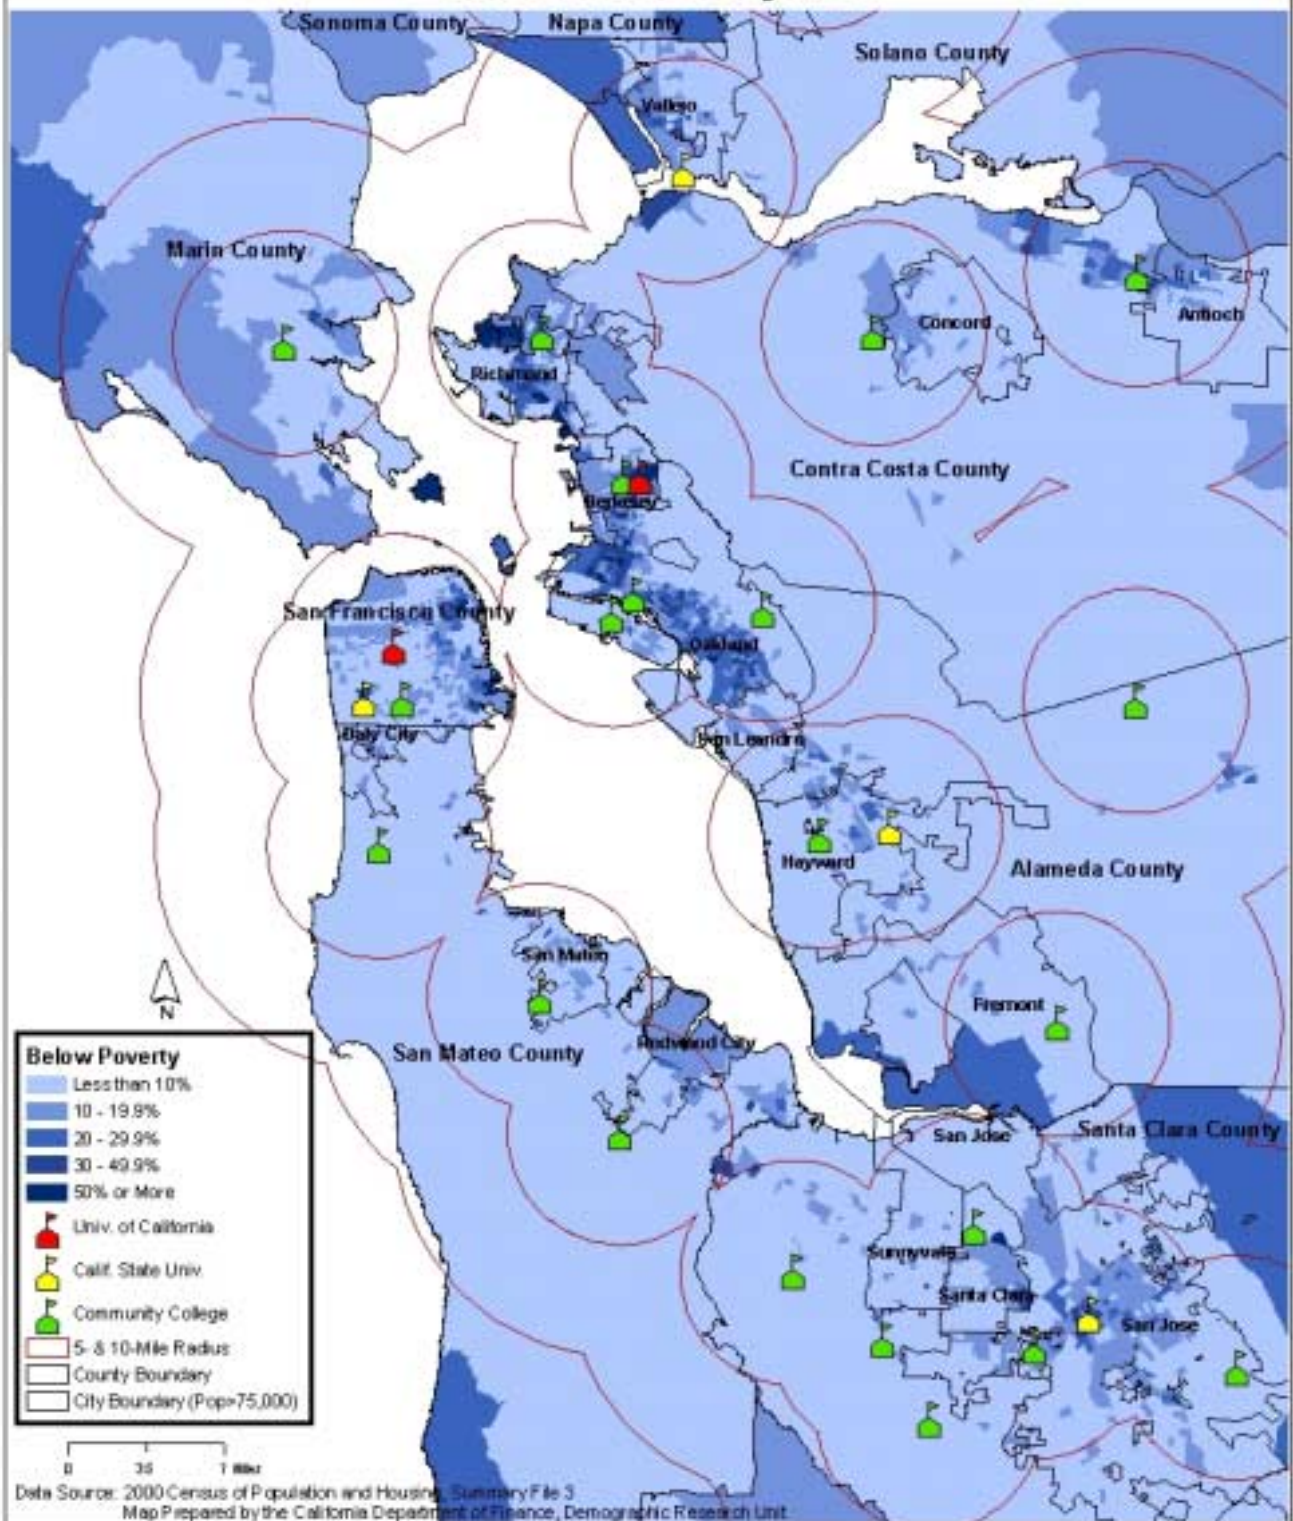 Sonoma County
Napa County
Solano County
Vallejo
Marin County
Antioch
Concord
Richmond
Contra Costa County
Berkeley
San Francisco County
Oakland
Daly City
San Leandro
Hayward
Alameda County
San Mateo
Fremont
N
Redwood City
San Mateo County
Below Poverty
Less than 10%
10 - 19.9%
20 - 29.9%
30 - 49.9%
50% or More
Univ. of California
Calif. State Univ.
Community College
5- & 10-Mile Radius
County Boundary
City Boundary (Pop>75,000)
San Jose
Santa Clara County
Sunnyvale
Santa Clara
San Jose
0 3.5 7 Miles
Data Source: 2000 Census of Population and Housing, Summary File 3
Map Prepared by the California Department of Finance, Demographic Research Unit